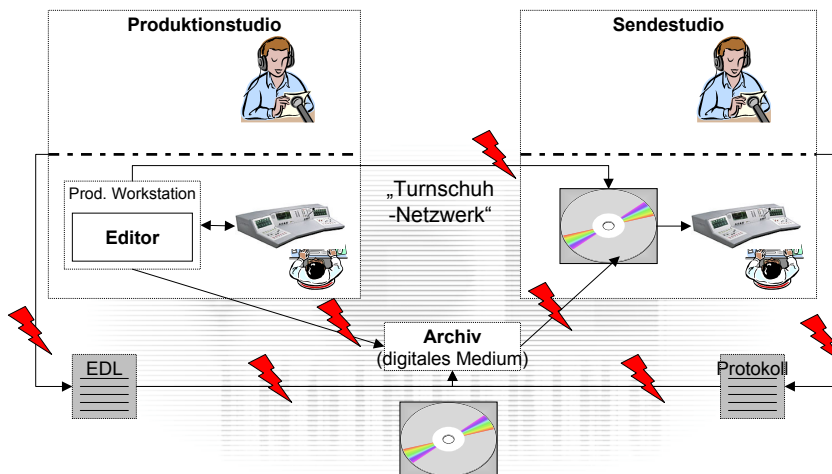 Produktionstudio
Sendestudio
Prod. Workstation
Editor
„Turnschuh
-Netzwerk“
Archiv
(digitales Medium)
EDL
Protokoll